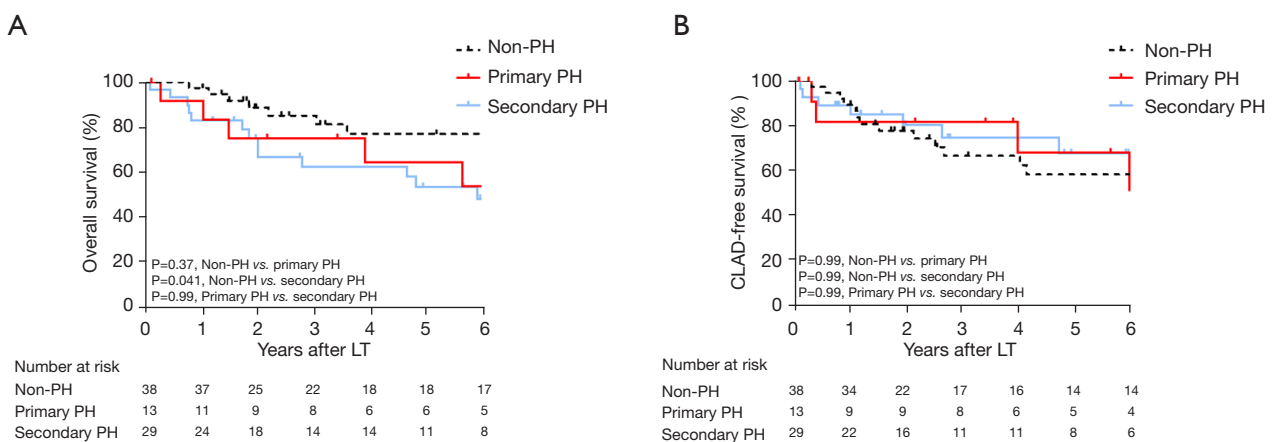 A
Non-PH
Primary PH
Secondary PH
Overall survival (%)
100
80
60
40
20
0
P=0.37, Non-PH vs. primary PH
P=0.041, Non-PH vs. secondary PH
P=0.99, Primary PH vs. secondary PH
0 1 2 3 4 5 6
Years after LT
Number at risk
Non-PH 38 37 25 22 18 18 17
Primary PH 13 11 9 8 6 6 5
Secondary PH 29 24 18 14 14 11 8
B
Non-PH
Primary PH
Secondary PH
CLAD-free survival (%)
100
80
60
40
20
0
P=0.99, Non-PH vs. primary PH
P=0.99, Non-PH vs. secondary PH
P=0.99, Primary PH vs. secondary PH
0 1 2 3 4 5 6
Years after LT
Number at risk
Non-PH 38 34 22 17 16 14 14
Primary PH 13 9 9 8 6 5 4
Secondary PH 29 22 16 11 11 8 6